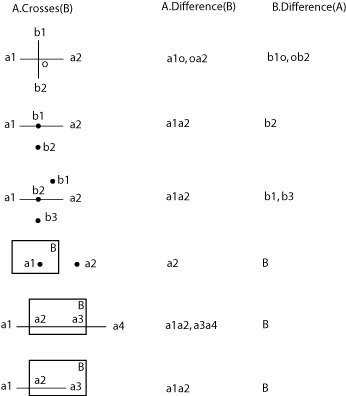 A.Crosses(B) A.Difference(B) B.Difference(A)
b1
a1 a2 a1o, oa2 b1o, ob2
o
b2
b1
a1 a2 a1a2 b2
b2
b1
b2
a1 a2 a1a2 b1, b3
b3
B
a1 a2 a2 B
B
a2 a3
a1 a4 a1a2, a3a4 B
B
a2
a1 a3 a1a2 B